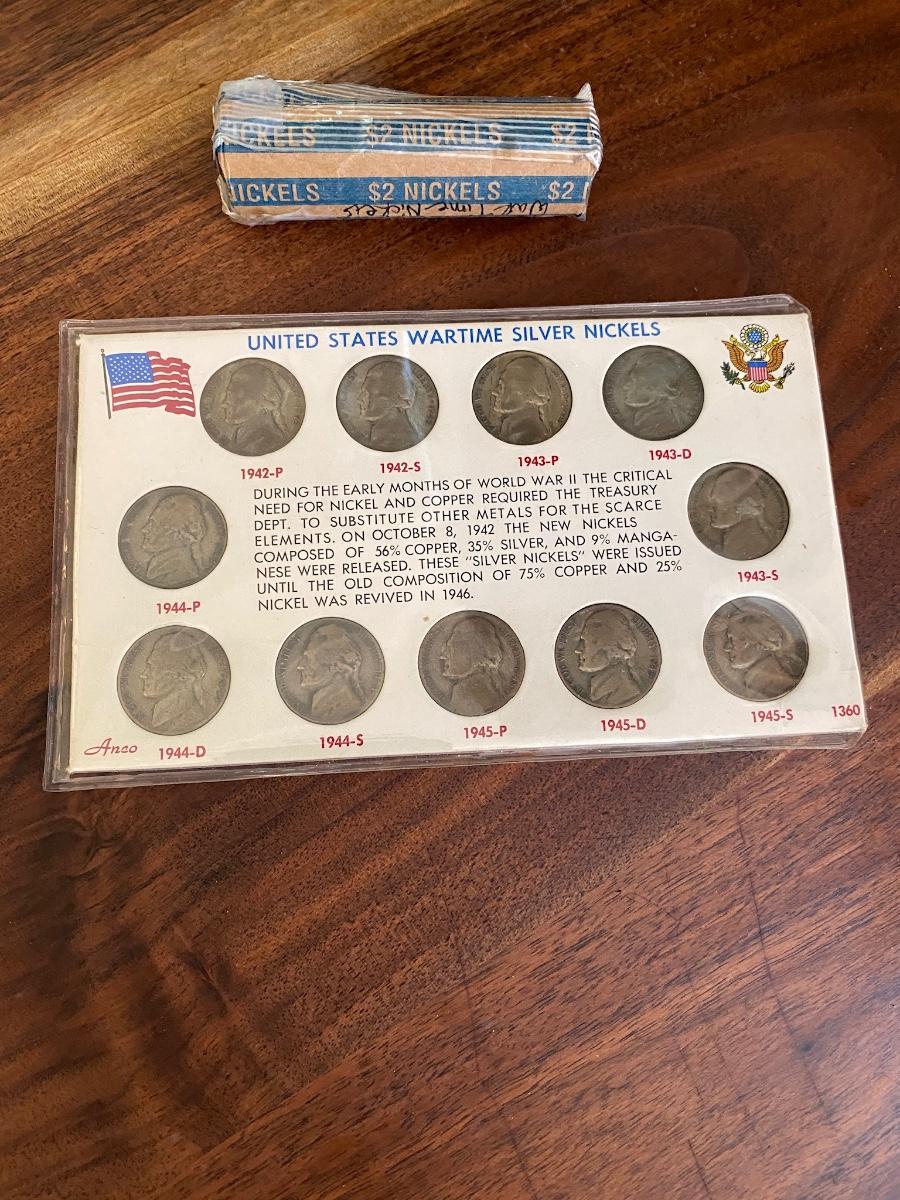 ICKELS $2 NICKELS $2
NICKELS $2 NICKELS $2 N
War Time Nickels
UNITED STATES WARTIME SILVER NICKELS
1942-P 1942-S 1943-P 1943-D
DURING THE EARLY MONTHS OF WORLD WAR II THE CRITICAL
NEED FOR NICKEL AND COPPER REQUIRED THE TREASURY
DEPT. TO SUBSTITUTE OTHER METALS FOR THE SCARCE
ELEMENTS. ON OCTOBER 8, 1942 THE NEW NICKELS
COMPOSED OF 56% COPPER, 35% SILVER, AND 9% MANGA-
NESE WERE RELEASED. THESE "SILVER NICKELS" WERE ISSUED
UNTIL THE OLD COMPOSITION OF 75% COPPER AND 25%
NICKEL WAS REVIVED IN 1946.
1943-S
1944-P
Anco 1944-D 1944-S 1945-P 1945-D 1945-S 1360